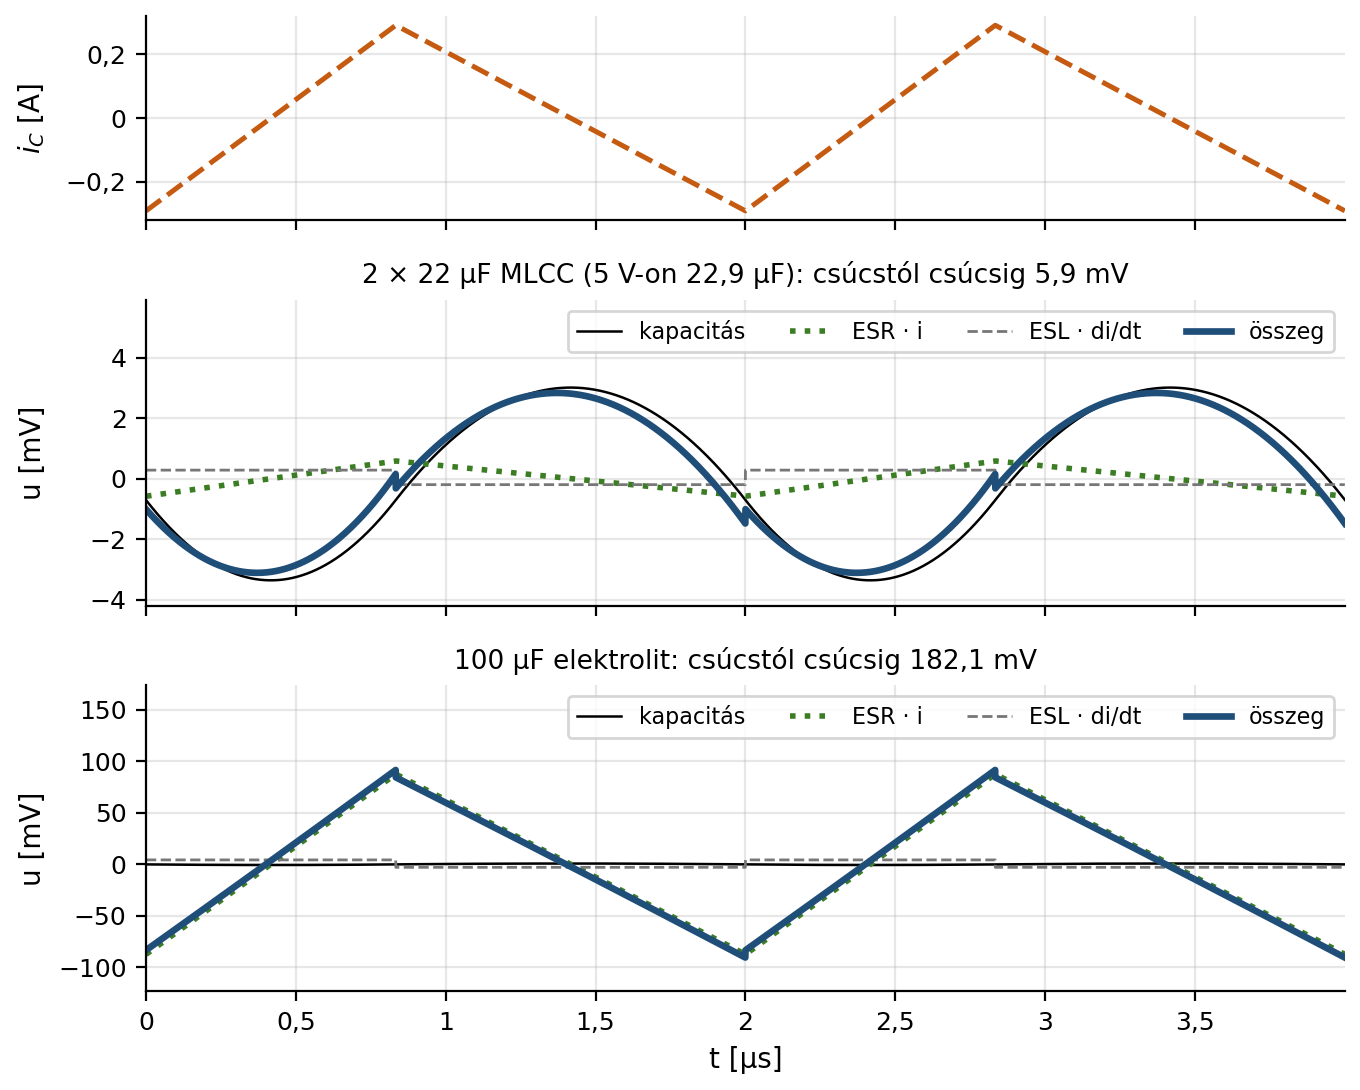 0,2
0
−0,2
i_C [A]
2 × 22 µF MLCC (5 V-on 22,9 µF): csúcstól csúcsig 5,9 mV
kapacitás ESR · i ESL · di/dt összeg
4
2
0
−2
−4
u [mV]
100 µF elektrolit: csúcstól csúcsig 182,1 mV
kapacitás ESR · i ESL · di/dt összeg
150
100
50
0
−50
−100
u [mV]
0 0,5 1 1,5 2 2,5 3 3,5
t [µs]